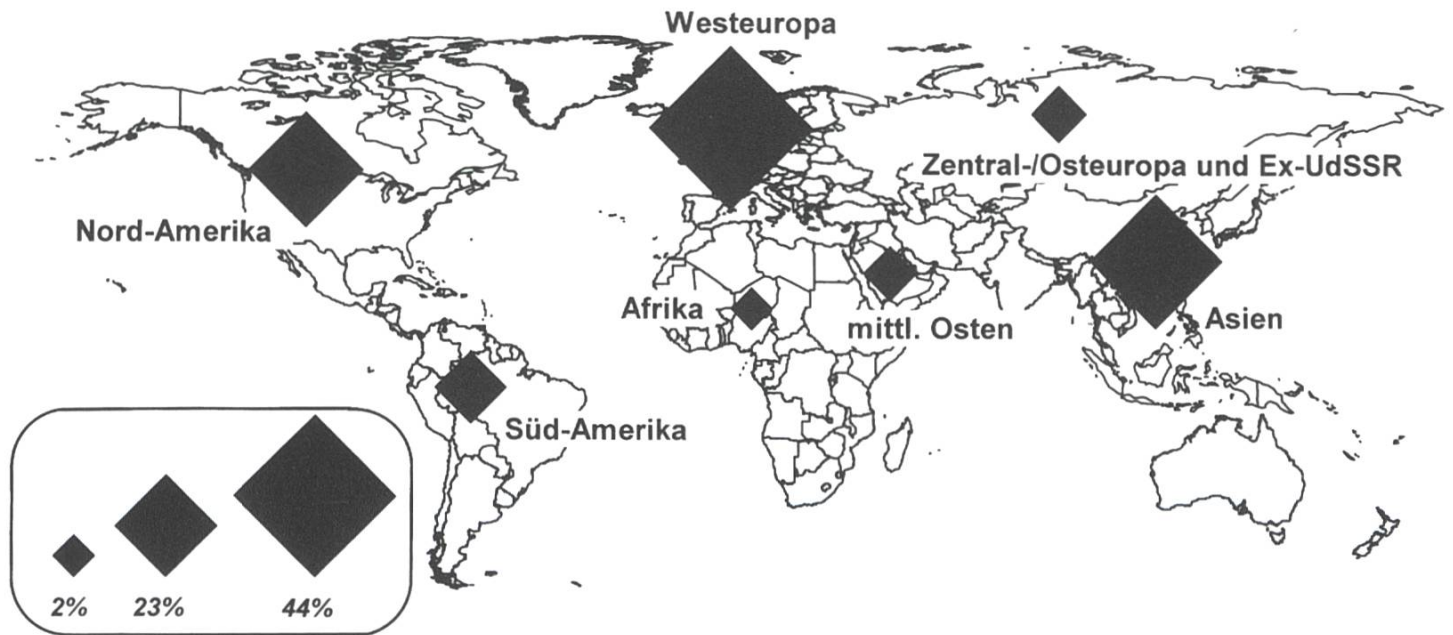 Westeuropa
Zentral-/Osteuropa und Ex-UdSSR
Nord-Amerika
Afrika
mittl. Osten
Asien
Süd-Amerika
2%
23%
44%